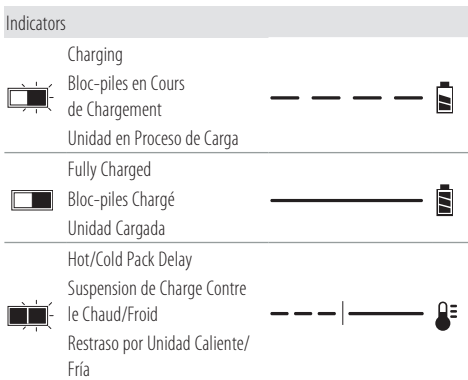 Indicators
Charging
Bloc-piles en Cours
de Chargement
Unidad en Proceso de Carga
Fully Charged
Bloc-piles Chargé
Unidad Cargada
Hot/Cold Pack Delay
Suspension de Charge Contre
le Chaud/Froid
Restraso por Unidad Caliente/
Fría